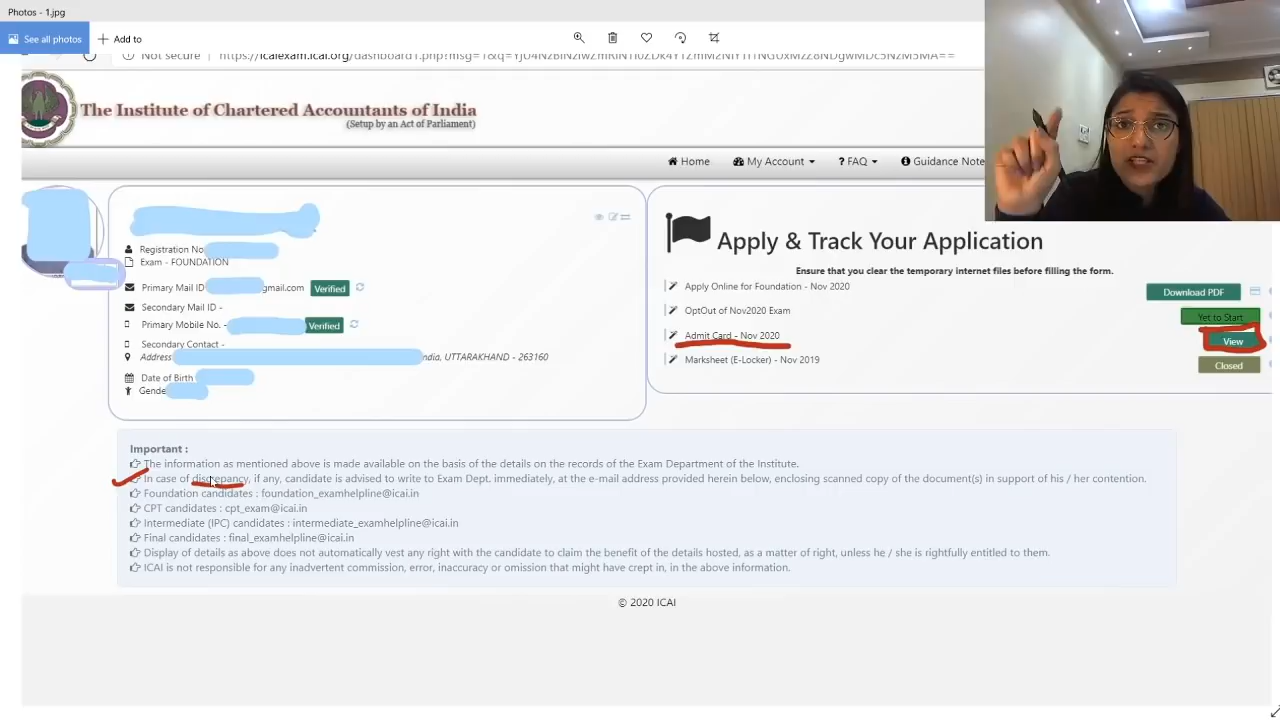 Photos - 1.jpg
See all photos
Add to
Not secure
The Institute of Chartered Accountants of India
(Setup by an Act of Parliament)
Home
My Account
? FAQ
Guidance Note
Registration No
Exam - FOUNDATION
Primary Mail ID - gmail.com Verified
Secondary Mail ID -
Primary Mobile No. - Verified
Secondary Contact -
Address India, UTTARAKHAND - 263160
Date of Birth
Gende
Apply & Track Your Application
Ensure that you clear the temporary internet files before filling the form.
Apply Online for Foundation - Nov 2020 Download PDF
OptOut of Nov2020 Exam Yet to Start
Admit Card - Nov 2020 View
Marksheet (E-Locker) - Nov 2019 Closed
Important :
The information as mentioned above is made available on the basis of the details on the records of the Exam Department of the Institute.
In case of discrepancy, if any, candidate is advised to write to Exam Dept. immediately, at the e-mail address provided herein below, enclosing scanned copy of the document(s) in support of his / her contention.
Foundation candidates : foundation_examhelpline@icai.in
CPT candidates : cpt_exam@icai.in
Intermediate (IPC) candidates : intermediate_examhelpline@icai.in
Final candidates : final_examhelpline@icai.in
Display of details as above does not automatically vest any right with the candidate to claim the benefit of the details hosted, as a matter of right, unless he / she is rightfully entitled to them.
ICAI is not responsible for any inadvertent commission, error, inaccuracy or omission that might have crept in, in the above information.
© 2020 ICAI